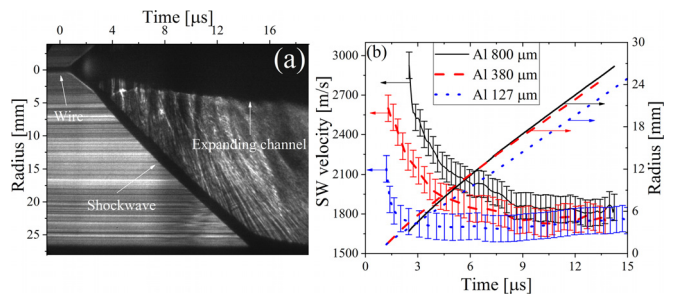 Time [µs]
0 4 8 12 16
(a)
Radius [mm]
0
5
10
15
20
25
Wire
Expanding channel
Shockwave
(b)
Al 800 µm
Al 380 µm
Al 127 µm
SW velocity [m/s]
3000
2700
2400
2100
1800
1500
Radius [mm]
30
24
18
12
6
0
0 3 6 9 12 15
Time [µs]